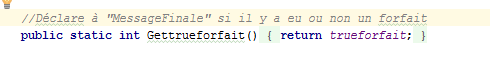 //Déclare à "MessageFinale" si il y a eu ou non un forfait
public static int Gettrueforfait() { return trueforfait; }